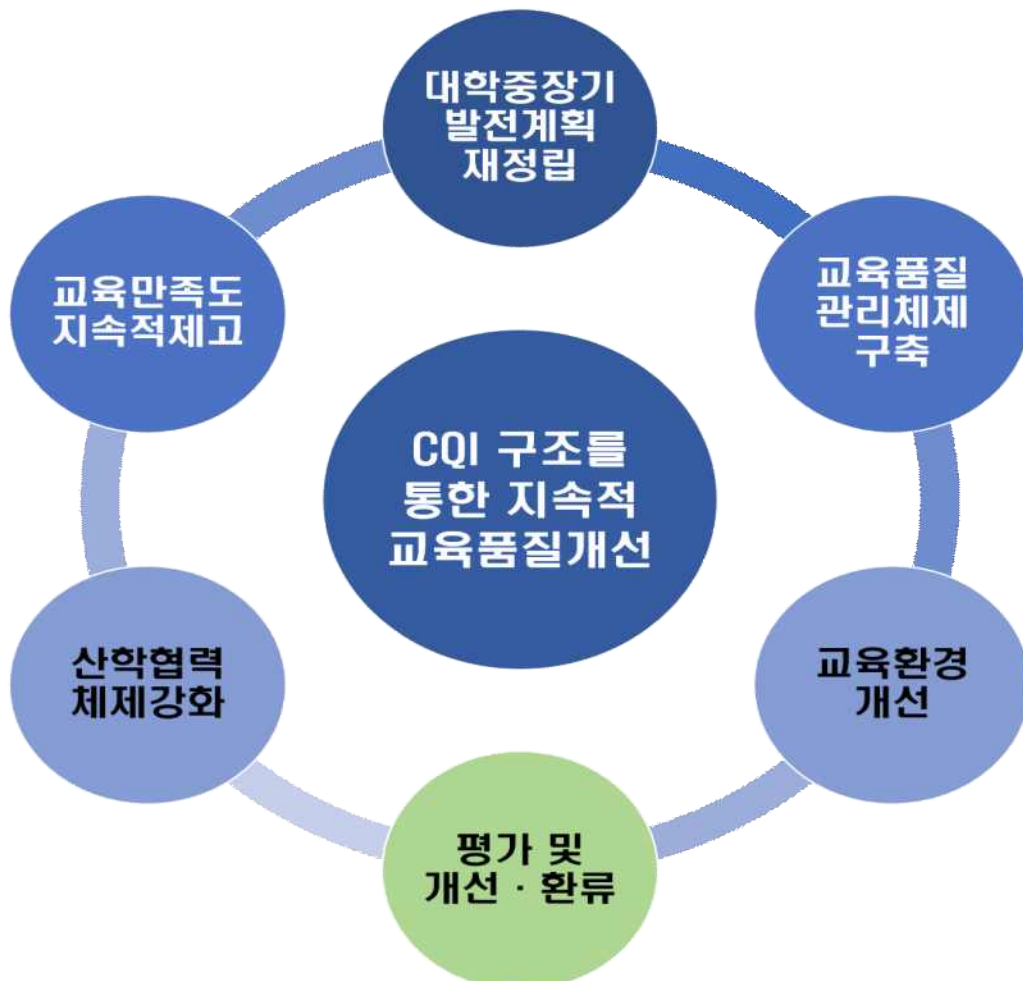 대학중장기
발전계획
재정립
교육품질
관리체제
구축
교육환경
개선
평가 및
개선 · 환류
산학협력
체제강화
교육만족도
지속적제고
CQI 구조를
통한 지속적
교육품질개선